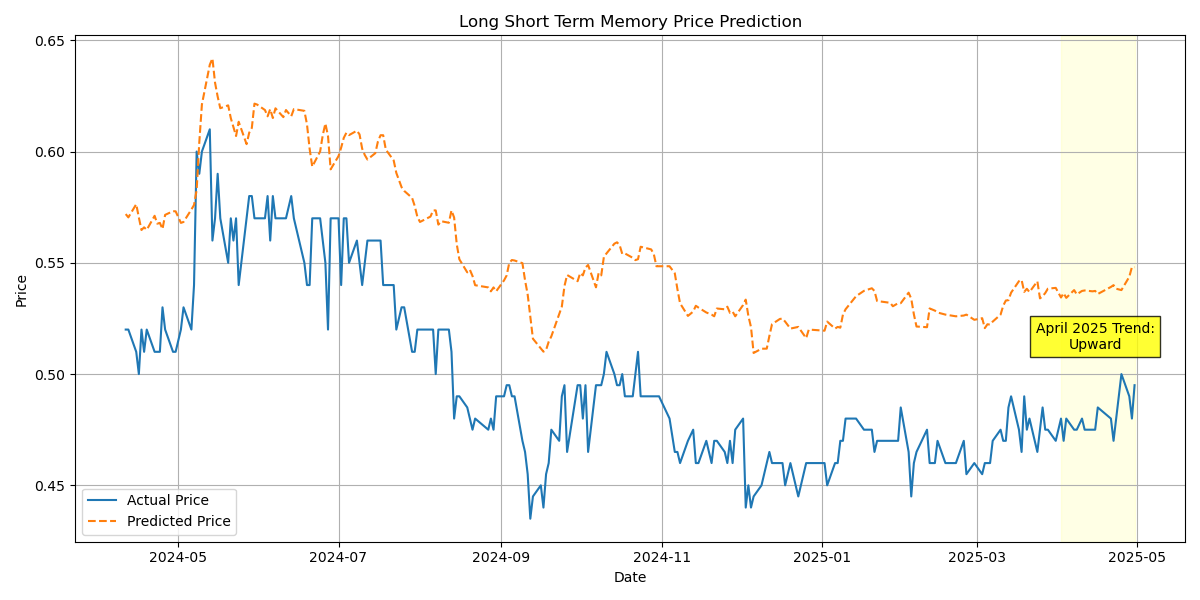 Long Short Term Memory Price Prediction
0.65
0.60
0.55
0.50
0.45
Price
April 2025 Trend:
Upward
Actual Price
Predicted Price
2024-05 2024-07 2024-09 2024-11 2025-01 2025-03 2025-05
Date